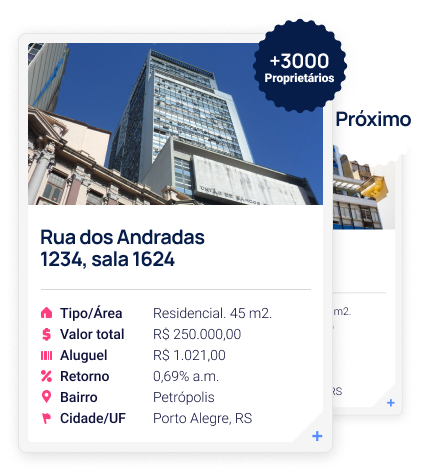 +3000
Proprietários
Próximo
Rua dos Andradas
1234, sala 1624
Tipo/Área Residencial. 45 m2.
Valor total R$ 250.000,00
Aluguel R$ 1.021,00
Retorno 0,69% a.m.
Bairro Petrópolis
Cidade/UF Porto Alegre, RS
+
m2.
RS
+